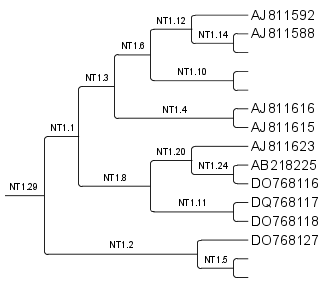 NT1.12
AJ811592
NT1.14
AJ811588
NT1.6
NT1.10
NT1.3
NT1.4
AJ811616
AJ811615
NT1.1
NT1.20
AJ811623
NT1.24
AB218225
DO768116
NT1.29
NT1.8
NT1.11
DQ768117
DO768118
NT1.2
DO768127
NT1.5